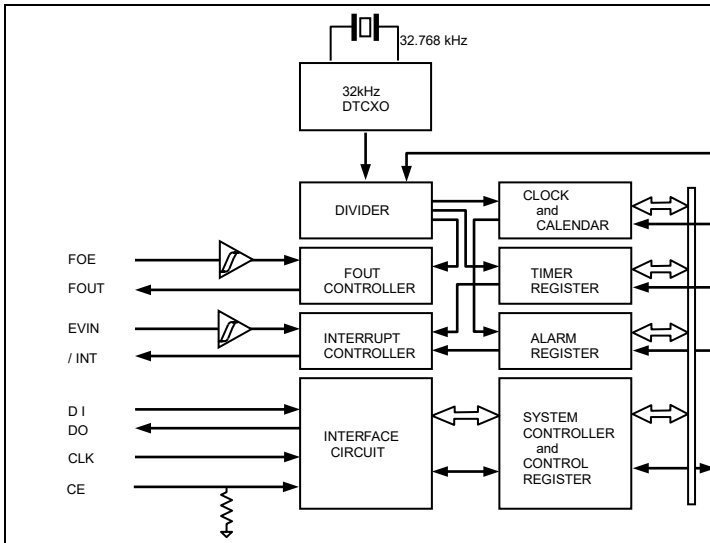 32.768 kHz
32kHz
DTCXO
DIVIDER
CLOCK
and
CALENDAR
FOE
FOUT
FOUT
CONTROLLER
TIMER
REGISTER
EVIN
/ INT
INTERRUPT
CONTROLLER
ALARM
REGISTER
D I
DO
CLK
CE
INTERFACE
CIRCUIT
SYSTEM
CONTROLLER
and
CONTROL
REGISTER